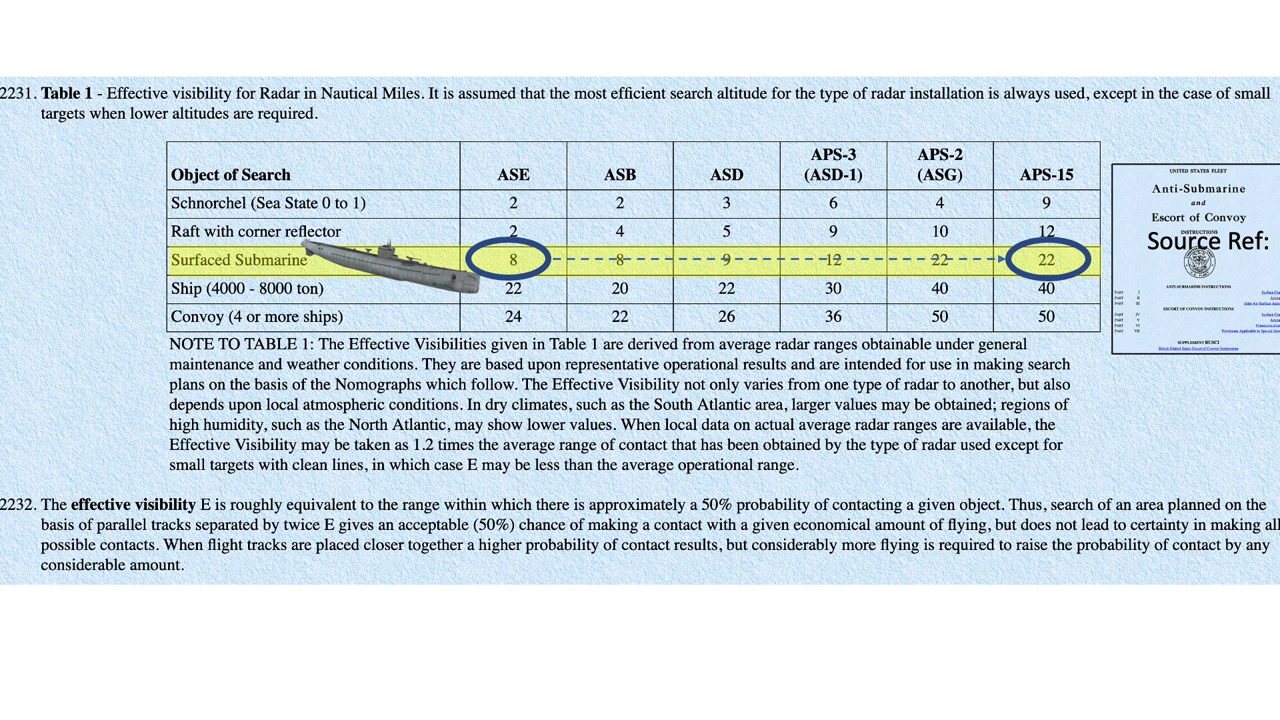 2231. Table 1 - Effective visibility for Radar in Nautical Miles. It is assumed that the most efficient search altitude for the type of radar installation is always used, except in the case of small
targets when lower altitudes are required.
Object of Search ASE ASB ASD APS-3 (ASD-1) APS-2 (ASG) APS-15
Schnorchel (Sea State 0 to 1) 2 2 3 6 4 9
Raft with corner reflector 2 4 5 9 10 12
Surfaced Submarine 8 8 9 12 22 22
Ship (4000 - 8000 ton) 22 20 22 30 40 40
Convoy (4 or more ships) 24 22 26 36 50 50
NOTE TO TABLE 1: The Effective Visibilities given in Table 1 are derived from average radar ranges obtainable under general
maintenance and weather conditions. They are based upon representative operational results and are intended for use in making search
plans on the basis of the Nomographs which follow. The Effective Visibility not only varies from one type of radar to another, but also
depends upon local atmospheric conditions. In dry climates, such as the South Atlantic area, larger values may be obtained; regions of
high humidity, such as the North Atlantic, may show lower values. When local data on actual average radar ranges are available, the
Effective Visibility may be taken as 1.2 times the average range of contact that has been obtained by the type of radar used except for
small targets with clean lines, in which case E may be less than the average operational range.
2232. The effective visibility E is roughly equivalent to the range within which there is approximately a 50% probability of contacting a given object. Thus, search of an area planned on the
basis of parallel tracks separated by twice E gives an acceptable (50%) chance of making a contact with a given economical amount of flying, but does not lead to certainty in making all
possible contacts. When flight tracks are placed closer together a higher probability of contact results, but considerably more flying is required to raise the probability of contact by any
considerable amount.
UNITED STATES FLEET
Anti-Submarine
and
Escort of Convoy
INSTRUCTIONS
Source Ref:
ANTI-SUBMARINE INSTRUCTIONS
ESCORT OF CONVOY INSTRUCTIONS